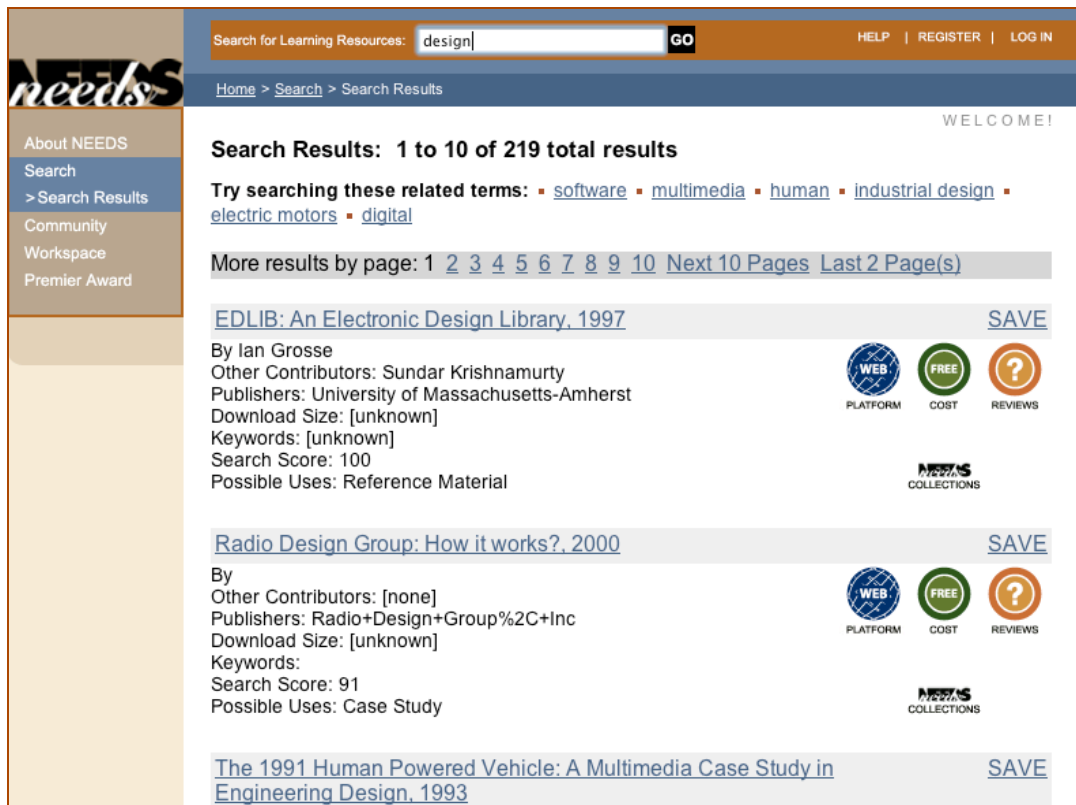 Search for Learning Resources: design GO HELP | REGISTER | LOG IN
needs
Home > Search > Search Results
WELCOME!
About NEEDS
Search
>Search Results
Community
Workspace
Premier Award
Search Results: 1 to 10 of 219 total results
Try searching these related terms: ▪ software ▪ multimedia ▪ human ▪ industrial design ▪
electric motors ▪ digital
More results by page: 1 2 3 4 5 6 7 8 9 10 Next 10 Pages Last 2 Page(s)
EDLIB: An Electronic Design Library, 1997 SAVE
By Ian Grosse
Other Contributors: Sundar Krishnamurty
Publishers: University of Massachusetts-Amherst
Download Size: [unknown]
Keywords: [unknown]
Search Score: 100
Possible Uses: Reference Material
WEB FREE ?
PLATFORM COST REVIEWS
needs
COLLECTIONS
Radio Design Group: How it works?, 2000 SAVE
By
Other Contributors: [none]
Publishers: Radio+Design+Group%2C+Inc
Download Size: [unknown]
Keywords:
Search Score: 91
Possible Uses: Case Study
WEB FREE ?
PLATFORM COST REVIEWS
needs
COLLECTIONS
The 1991 Human Powered Vehicle: A Multimedia Case Study in SAVE
Engineering Design, 1993